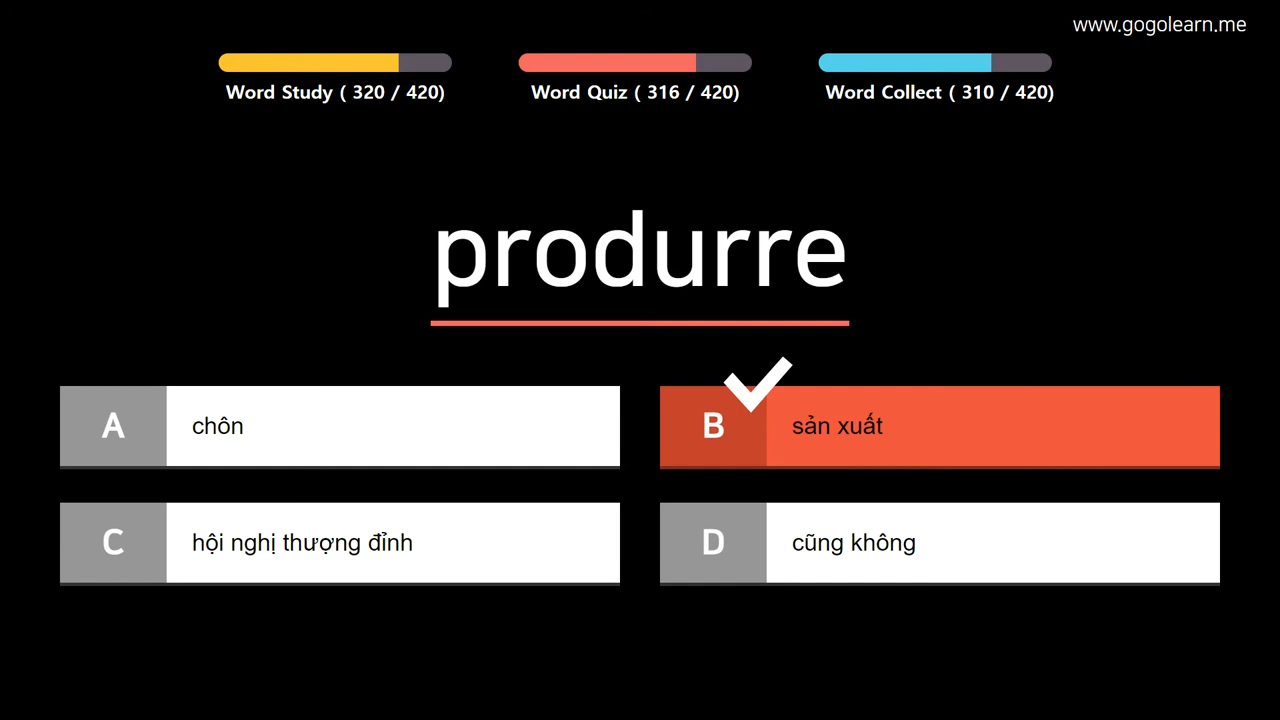 www.gogolearn.me
Word Study ( 320 / 420)
Word Quiz ( 316 / 420)
Word Collect ( 310 / 420)
produrre
A chôn
B sản xuất
C hội nghị thượng đỉnh
D cũng không